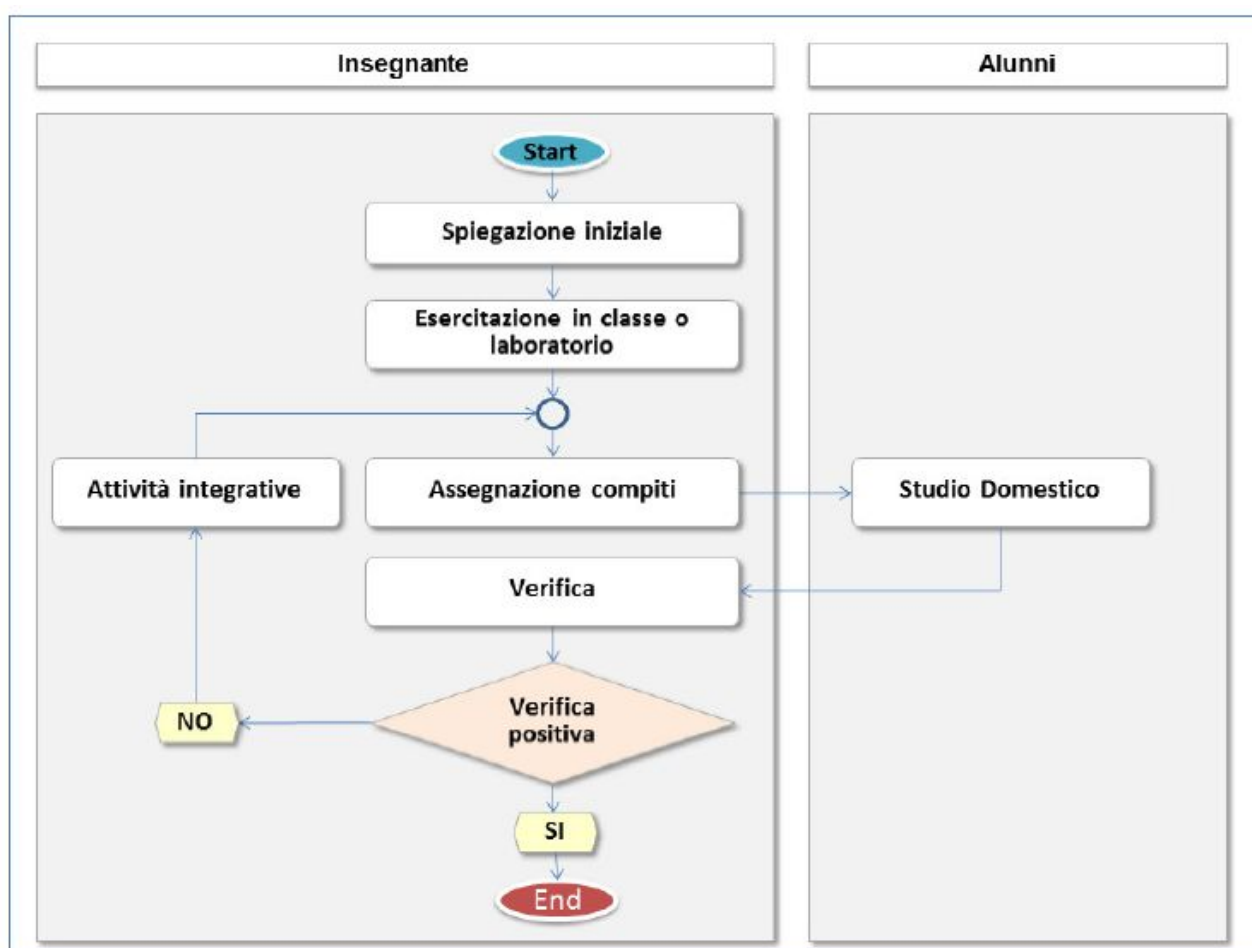 Insegnante
Alunni
Start
Spiegazione iniziale
Esercitazione in classe o
laboratorio
Attività integrative
Assegnazione compiti
Studio Domestico
Verifica
Verifica
positiva
NO
SI
End